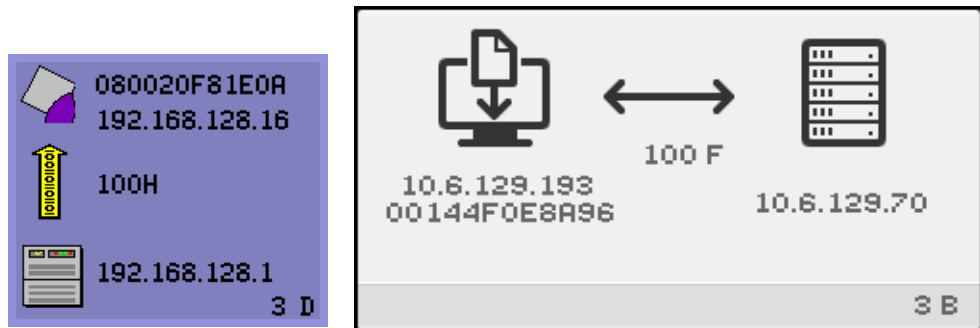 080020F81E0A
192.168.128.16
100H
192.168.128.1
3 D
100 F
10.6.129.193
00144F0E8A96
10.6.129.70
3 B